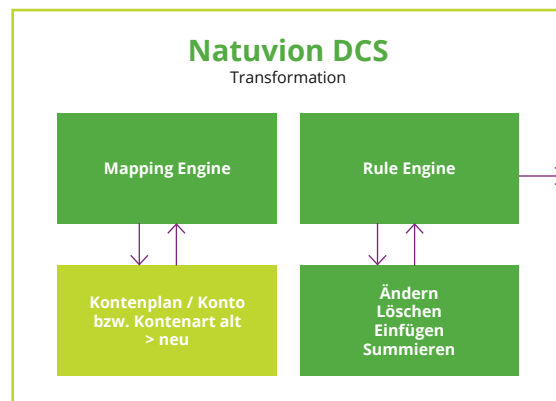 Natuvion DCS
Transformation
Mapping Engine
Rule Engine
Kontenplan / Konto
bzw. Kontenart alt
> neu
Ändern
Löschen
Einfügen
Summieren